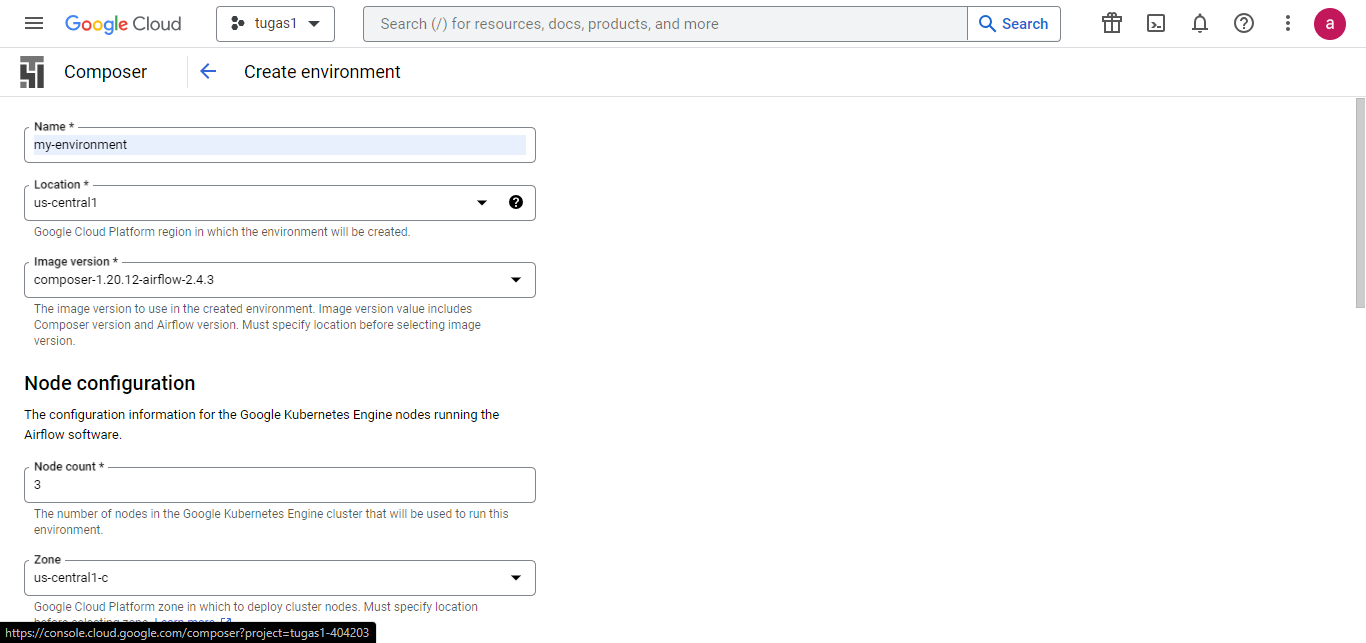 Google Cloud
tugas1
Search (/) for resources, docs, products, and more
Search
a
Composer
Create environment
Name *
my-environment
Location *
us-central1
Google Cloud Platform region in which the environment will be created.
Image version *
composer-1.20.12-airflow-2.4.3
The image version to use in the created environment. Image version value includes
Composer version and Airflow version. Must specify location before selecting image
version.
Node configuration
The configuration information for the Google Kubernetes Engine nodes running the
Airflow software.
Node count *
3
The number of nodes in the Google Kubernetes Engine cluster that will be used to run this
environment.
Zone
us-central1-c
Google Cloud Platform zone in which to deploy cluster nodes. Must specify location
before selecting zone. Learn more
https://console.cloud.google.com/composer?project=tugas1-404203